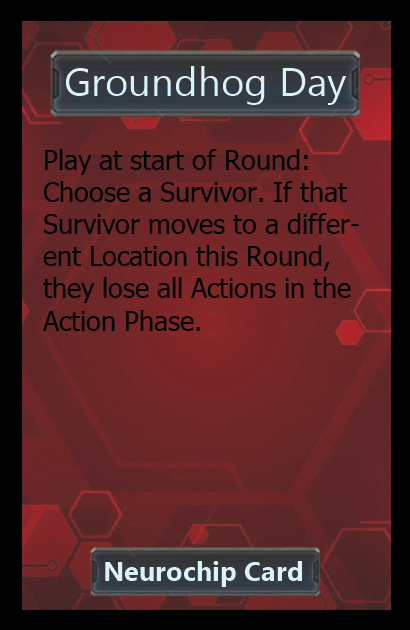 Groundhog Day
Play at start of Round:
Choose a Survivor. If that
Survivor moves to a differ-
ent Location this Round,
they lose all Actions in the
Action Phase.
Neurochip Card